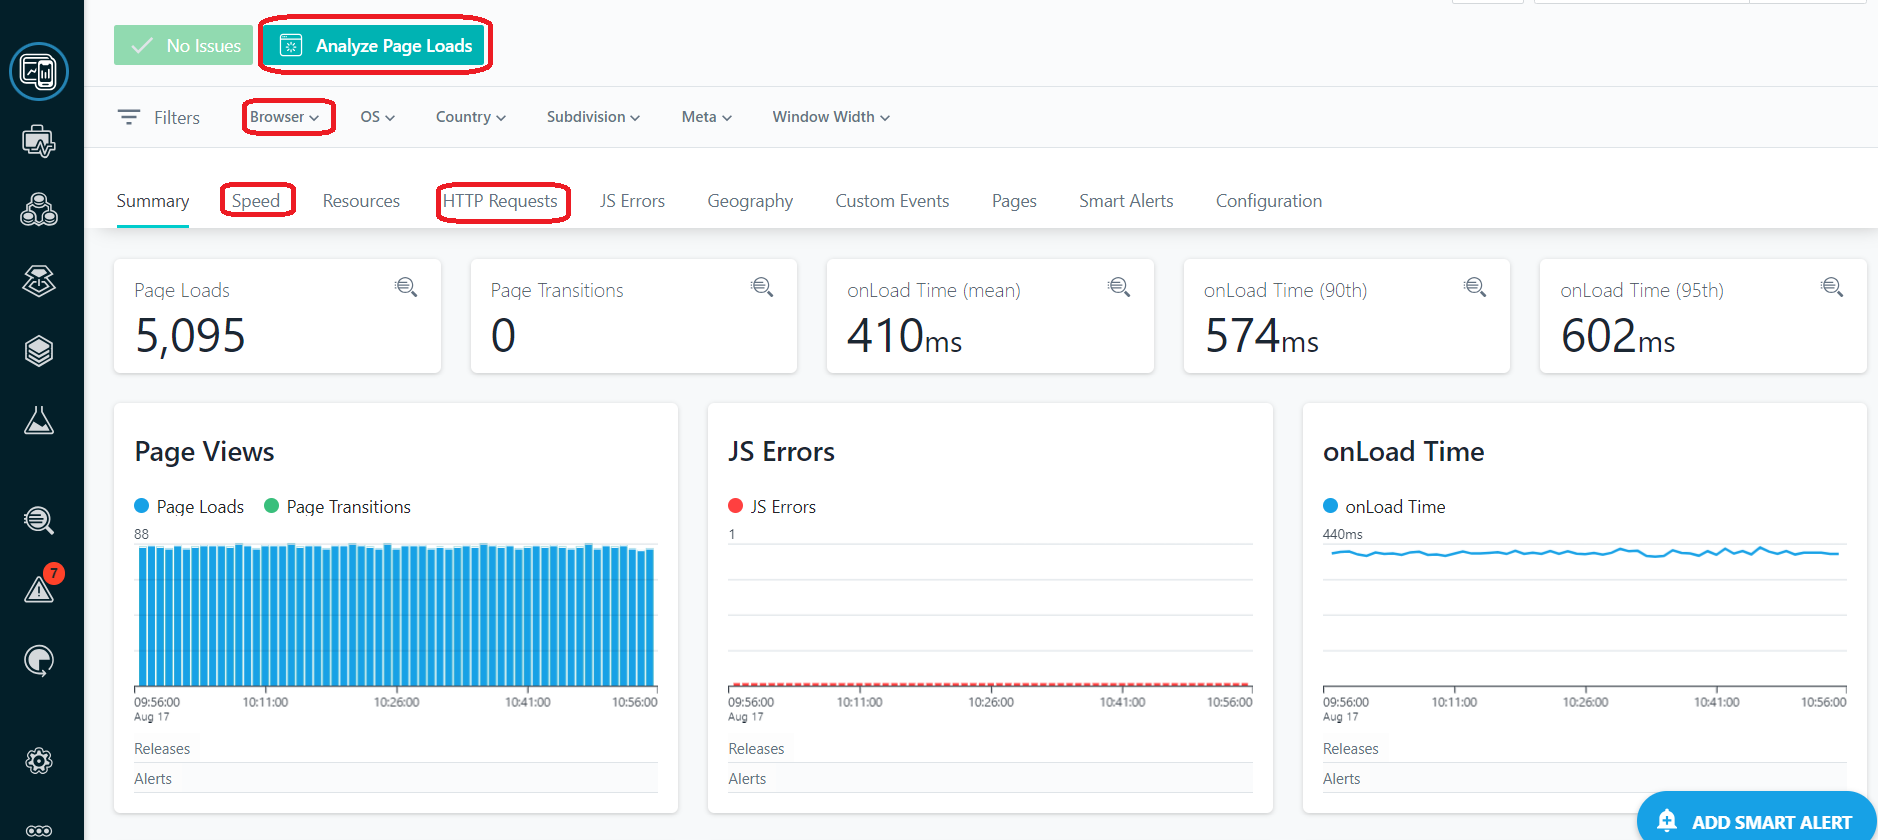 No Issues Analyze Page Loads
Filters Browser OS Country Subdivision Meta Window Width
Summary Speed Resources HTTP Requests JS Errors Geography Custom Events Pages Smart Alerts Configuration
Page Loads
5,095
Page Transitions
0
onLoad Time (mean)
410ms
onLoad Time (90th)
574ms
onLoad Time (95th)
602ms
7
Page Views
Page Loads Page Transitions
88
09:56:00 10:11:00 10:26:00 10:41:00 10:56:00
Aug 17
Releases
Alerts
JS Errors
JS Errors
1
09:56:00 10:11:00 10:26:00 10:41:00 10:56:00
Aug 17
Releases
Alerts
onLoad Time
onLoad Time
440ms
09:56:00 10:11:00 10:26:00 10:41:00 10:56:00
Aug 17
Releases
Alerts
ADD SMART ALERT